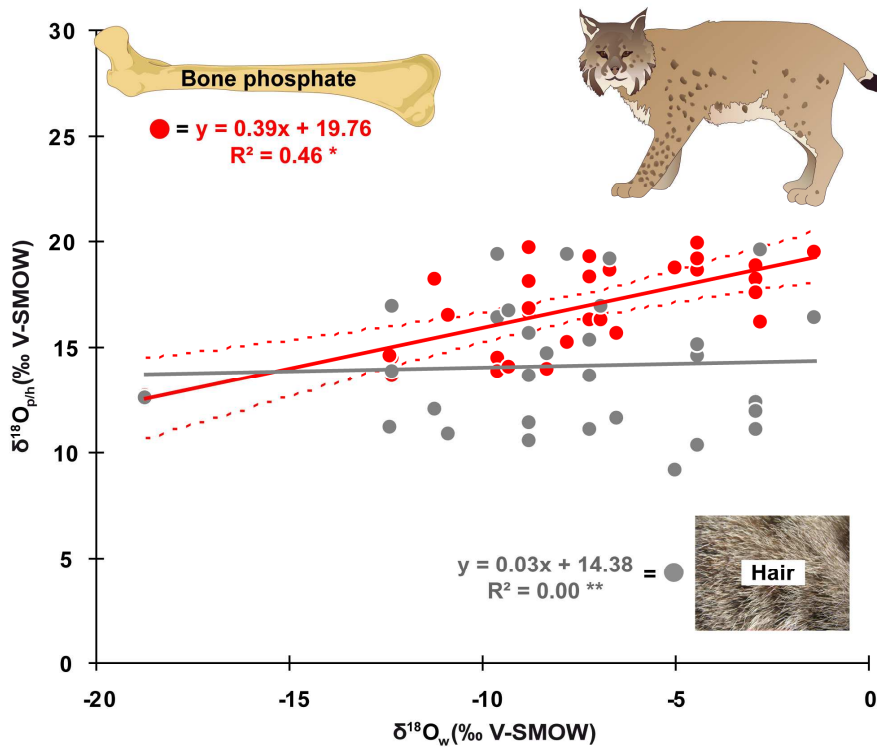 Bone phosphate
= y = 0.39x + 19.76
R² = 0.46 *
30
25
20
15
10
5
0
δ¹⁸Op/h(‰ V-SMOW)
y = 0.03x + 14.38 =
R² = 0.00 **
Hair
-20 -15 -10 -5 0
δ¹⁸Ow(‰ V-SMOW)